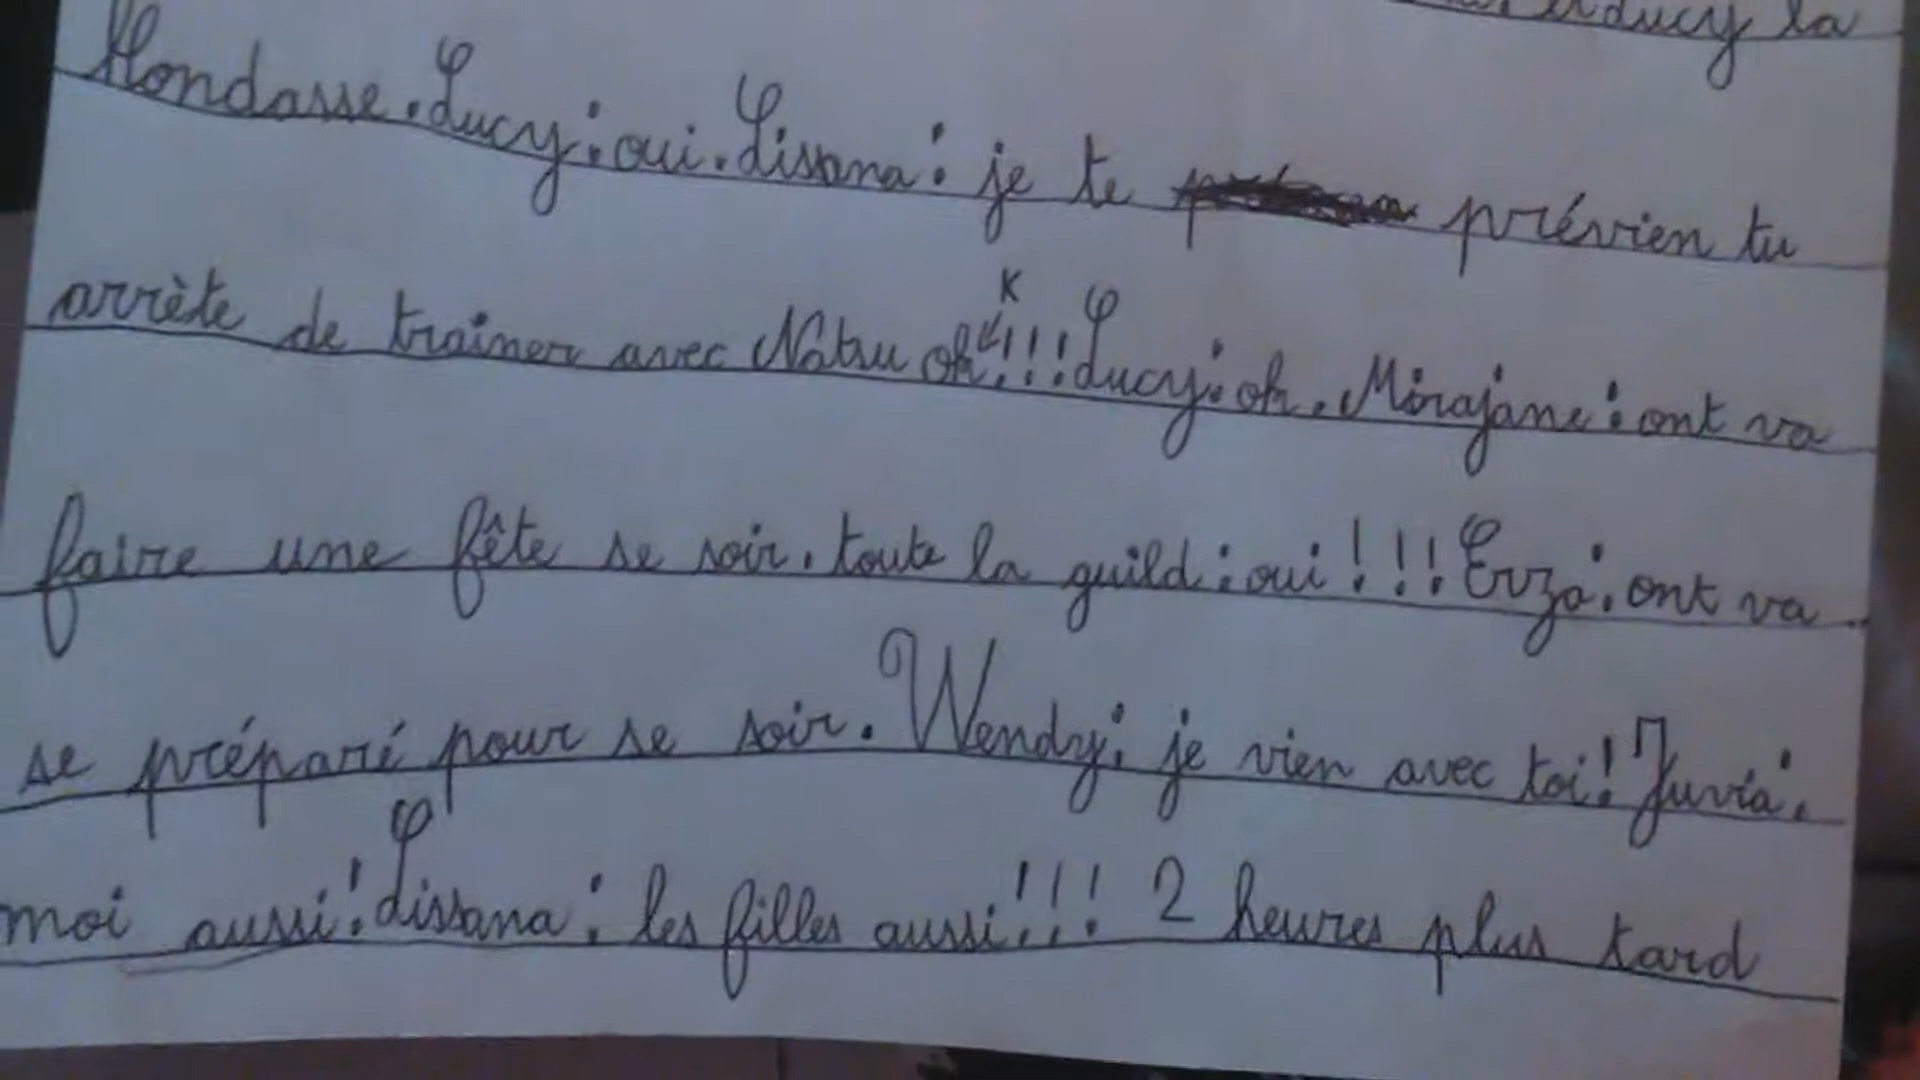 Lucy la
blondasse. Lucy: oui. Lissana: je te prévien tu
arrête de trainer avec Natsu ok!!! Lucy: ok. Mirajane: ont va
faire une fête se soir. toute la guild: oui!!! Erza: ont va
se préparé pour se soir. Wendy: je vien avec toi! Juvia:
moi aussi! Lissana: les filles aussi!!! 2 heures plus tard